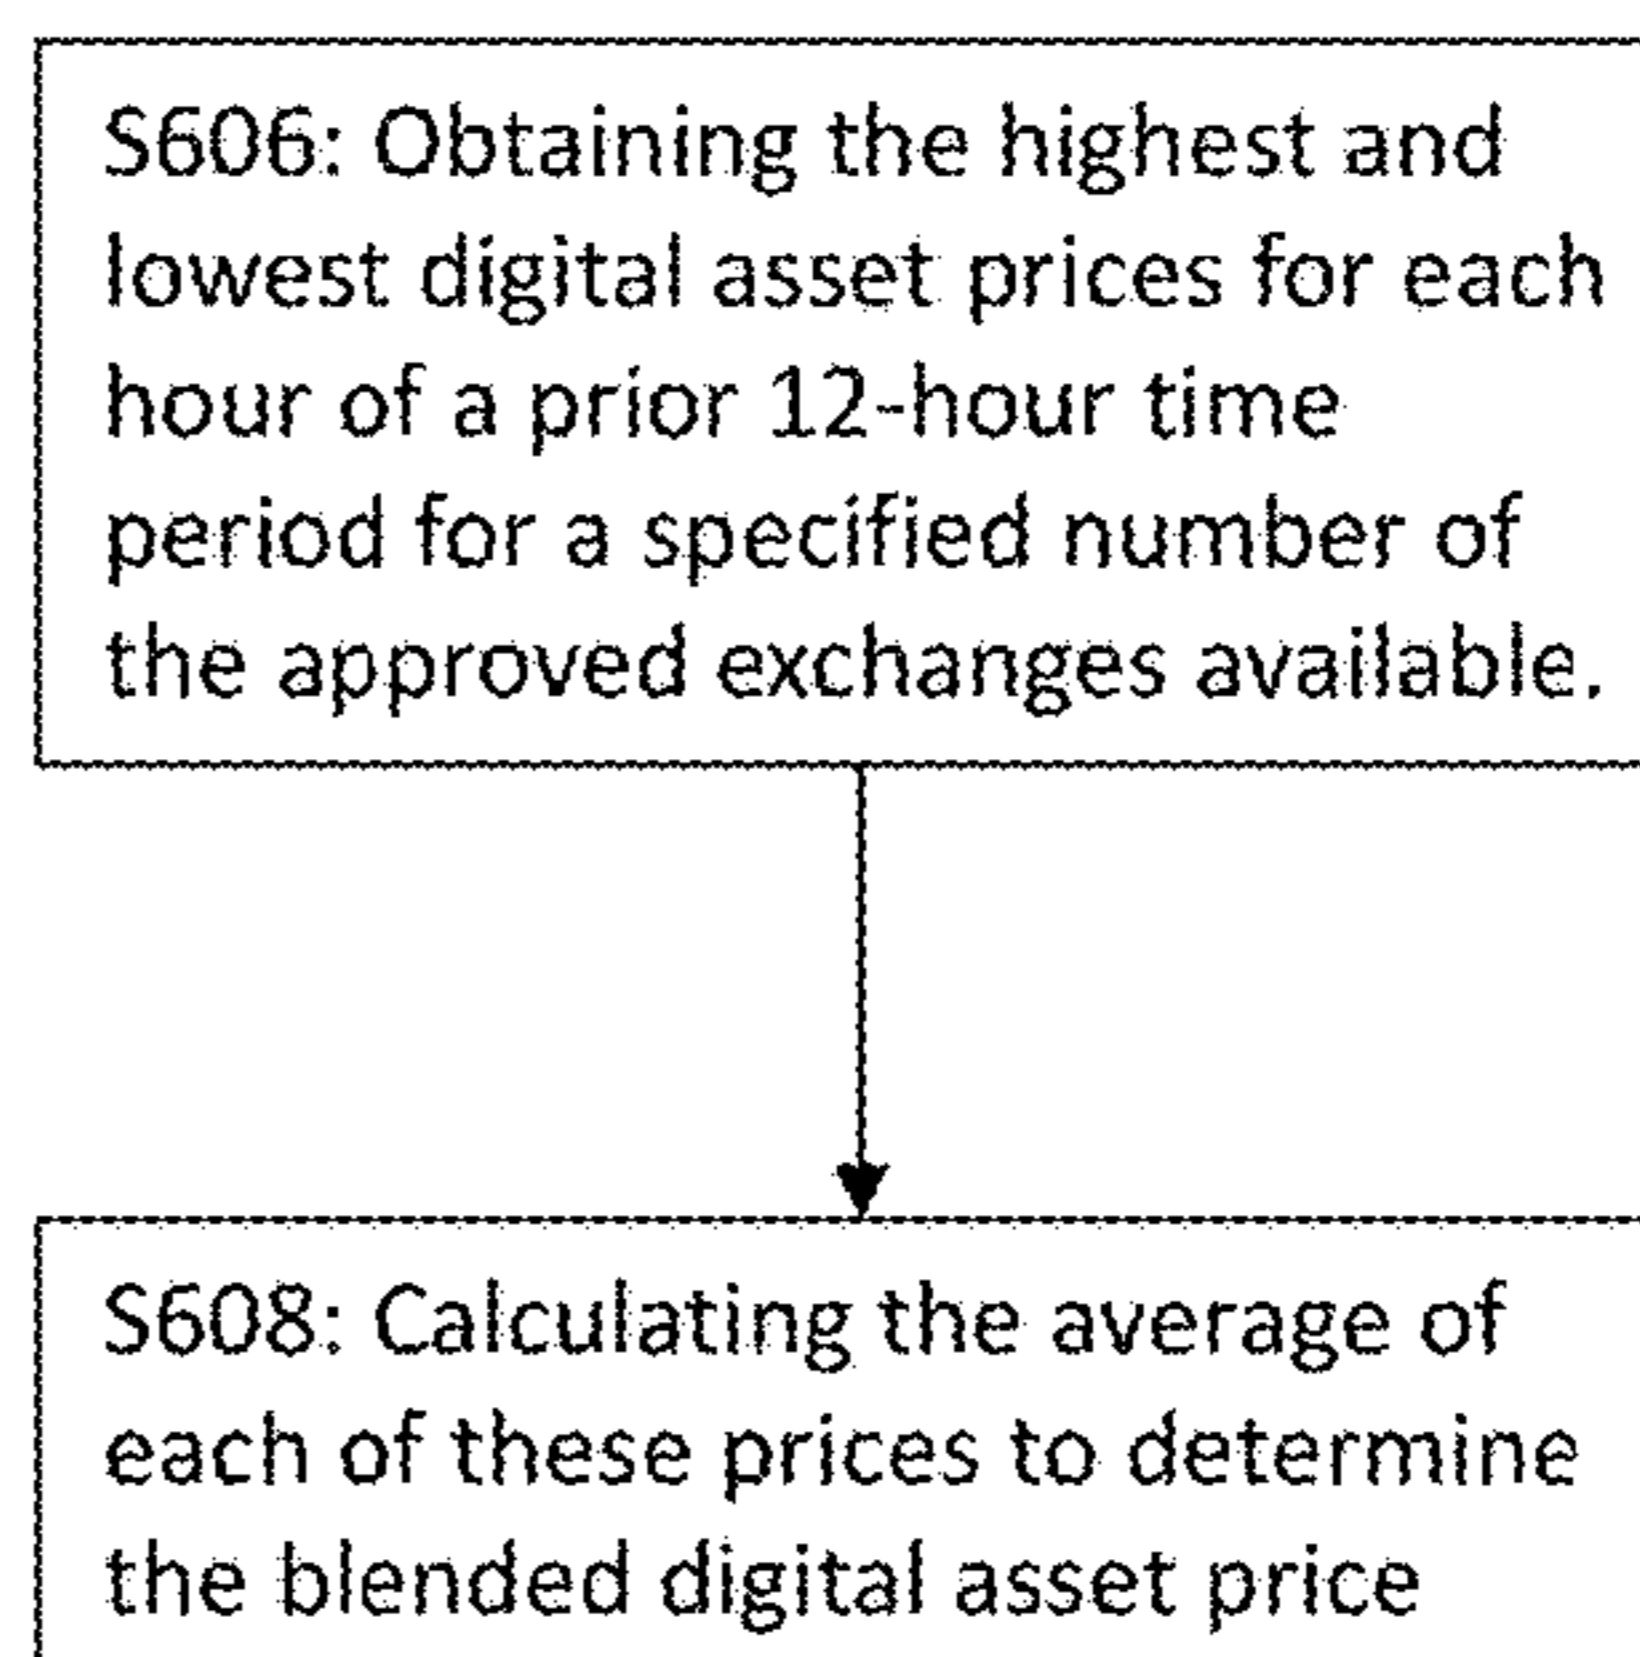 S606: Obtaining the highest and
lowest digital asset prices for each
hour of a prior 12-hour time
period for a specified number of
the approved exchanges available.
S608: Calculating the average of
each of these prices to determine
the blended digital asset price